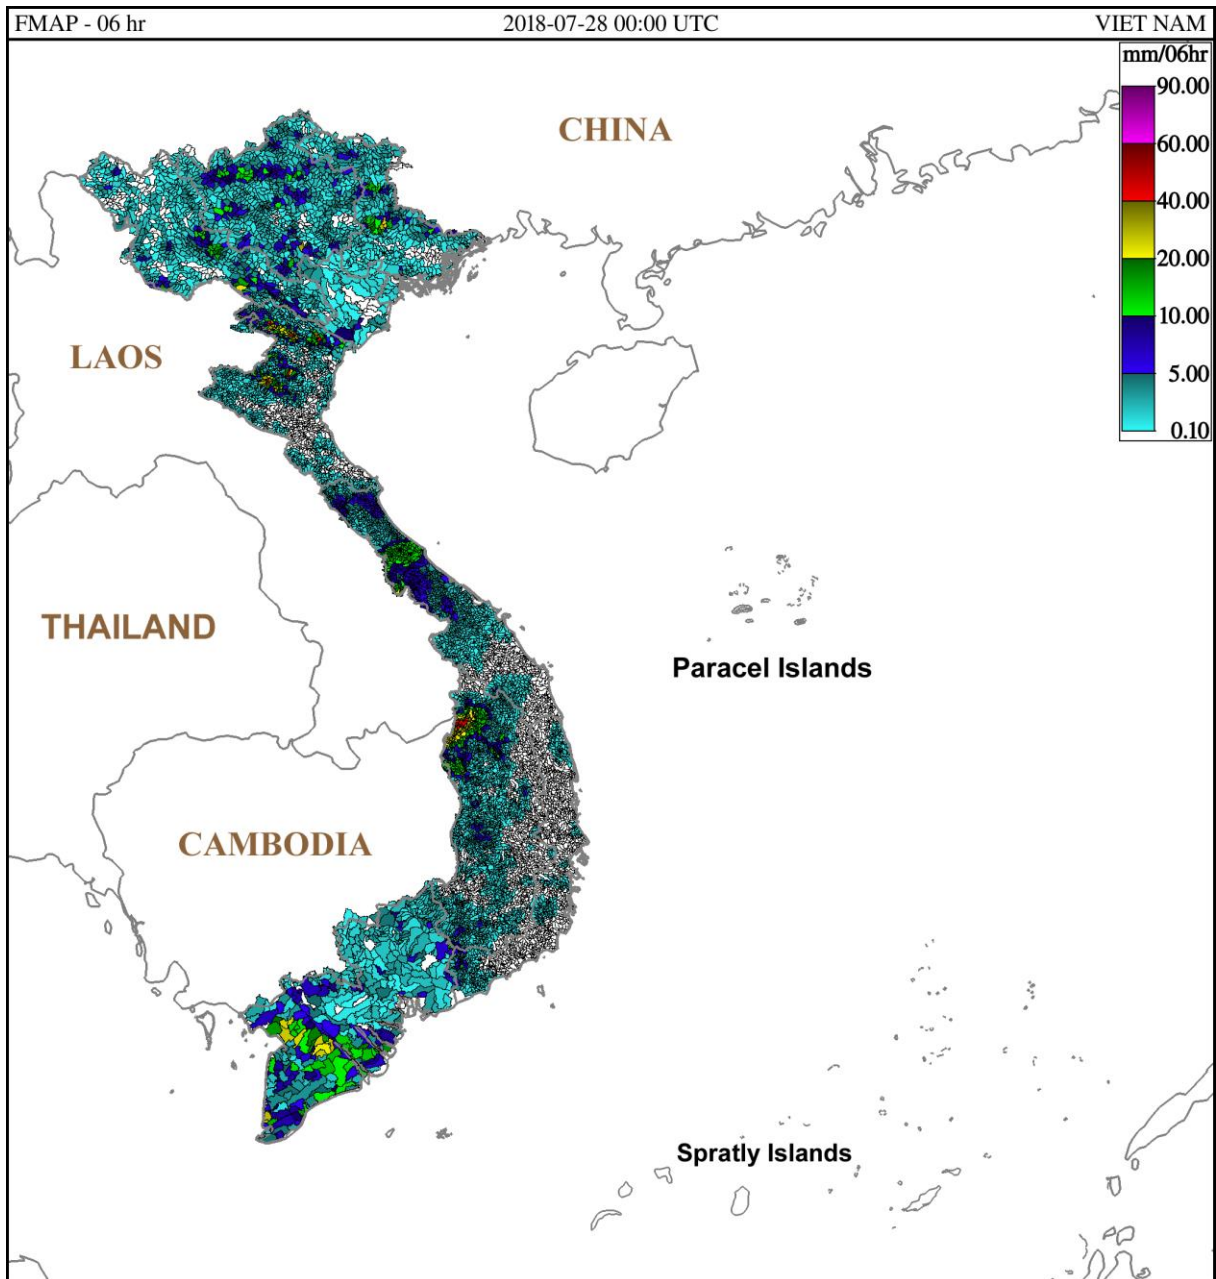 FMAP - 06 hr
2018-07-28 00:00 UTC
VIET NAM
mm/06hr
90.00
60.00
40.00
20.00
10.00
5.00
0.10
CHINA
LAOS
THAILAND
Paracel Islands
CAMBODIA
Spratly Islands